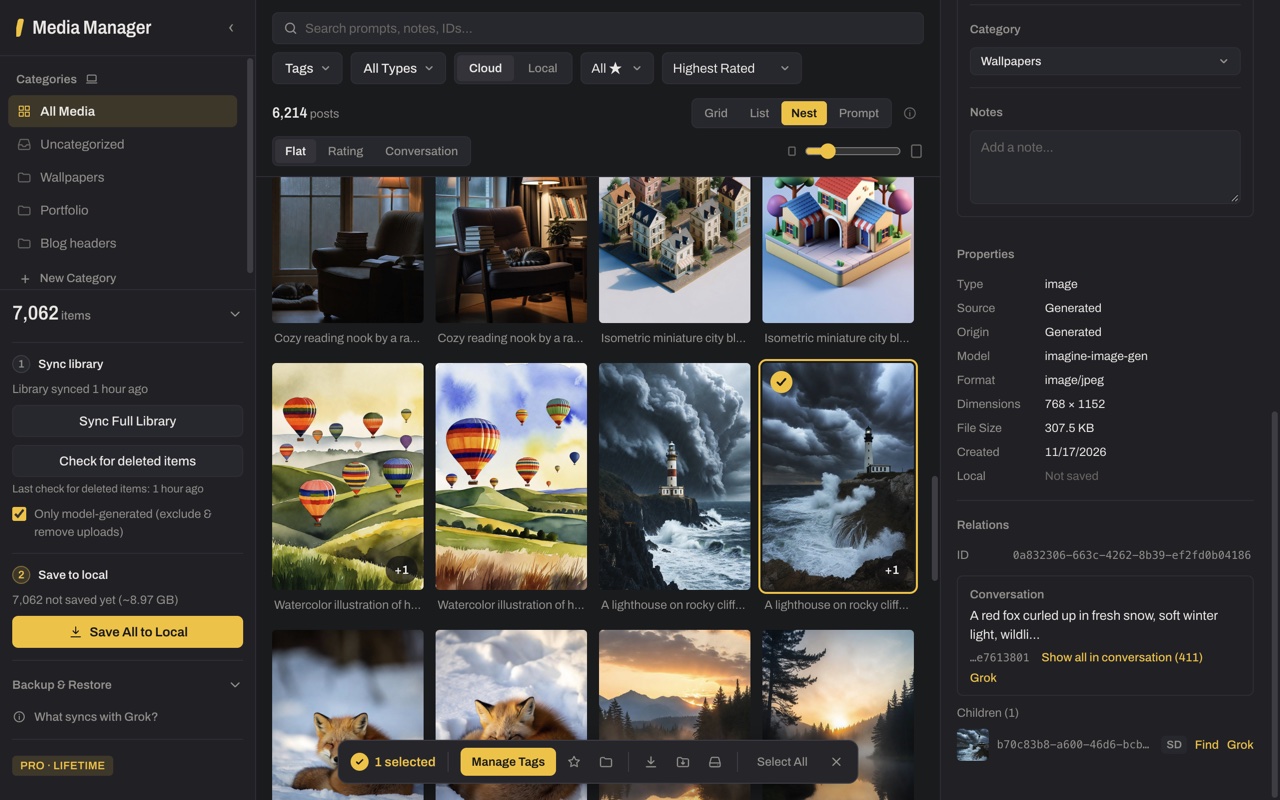 Media Manager
Categories
All Media
Uncategorized
Wallpapers
Portfolio
Blog headers
New Category
7,062 items
1 Sync library
Library synced 1 hour ago
Sync Full Library
Check for deleted items
Last check for deleted items: 1 hour ago
Only model-generated (exclude &
remove uploads)
2 Save to local
7,062 not saved yet (~8.97 GB)
Save All to Local
Backup & Restore
What syncs with Grok?
PRO · LIFETIME
Search prompts, notes, IDs...
Tags All Types Cloud Local All ★ Highest Rated
6,214 posts
Grid List Nest Prompt
Flat Rating Conversation
Cozy reading nook by a ra... Cozy reading nook by a ra... Isometric miniature city bl... Isometric miniature city bl...
+1 +1
Watercolor illustration of h... Watercolor illustration of h... A lighthouse on rocky cliff... A lighthouse on rocky cliff...
1 selected Manage Tags Select All
Category
Wallpapers
Notes
Add a note...
Properties
Type image
Source Generated
Origin Generated
Model imagine-image-gen
Format image/jpeg
Dimensions 768 × 1152
File Size 307.5 KB
Created 11/17/2026
Local Not saved
Relations
ID 0a832306-663c-4262-8b39-ef2fd0b04186
Conversation
A red fox curled up in fresh snow, soft winter
light, wildli...
…e7613801 Show all in conversation (411)
Grok
Children (1)
b70c83b8-a600-46d6-bcb… SD Find Grok